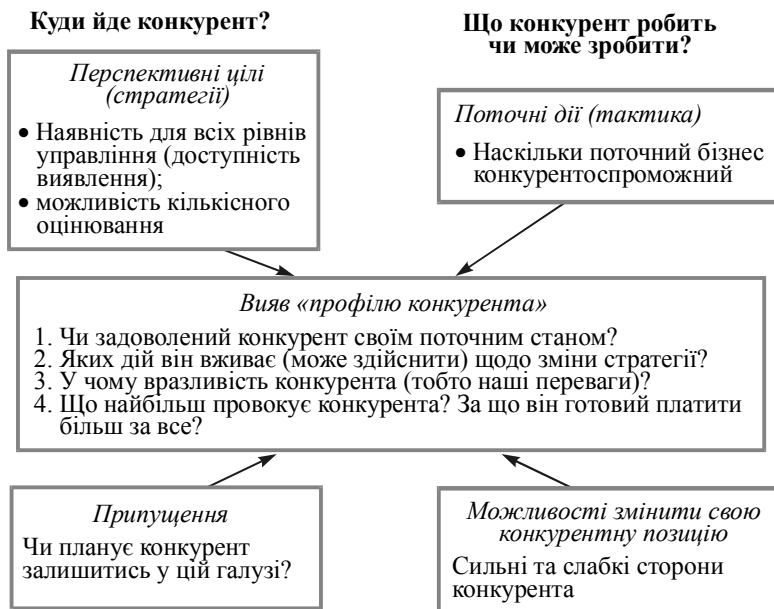 Куди йде конкурент?
Що конкурент робить
чи може зробити?
Перспективні цілі
(стратегії)
• Наявність для всіх рівнів
управління (доступність
виявлення);
• можливість кількісного
оцінювання
Поточні дії (тактика)
• Наскільки поточний бізнес
конкурентоспроможний
Вияв «профілю конкурента»
1. Чи задоволений конкурент своїм поточним станом?
2. Яких дій він вживає (може здійснити) щодо зміни стратегії?
3. У чому вразливість конкурента (тобто наші переваги)?
4. Що найбільш провокує конкурента? За що він готовий платити
більш за все?
Припущення
Чи планує конкурент
залишитись у цій галузі?
Можливості змінити свою
конкурентну позицію
Сильні та слабкі сторони
конкурента